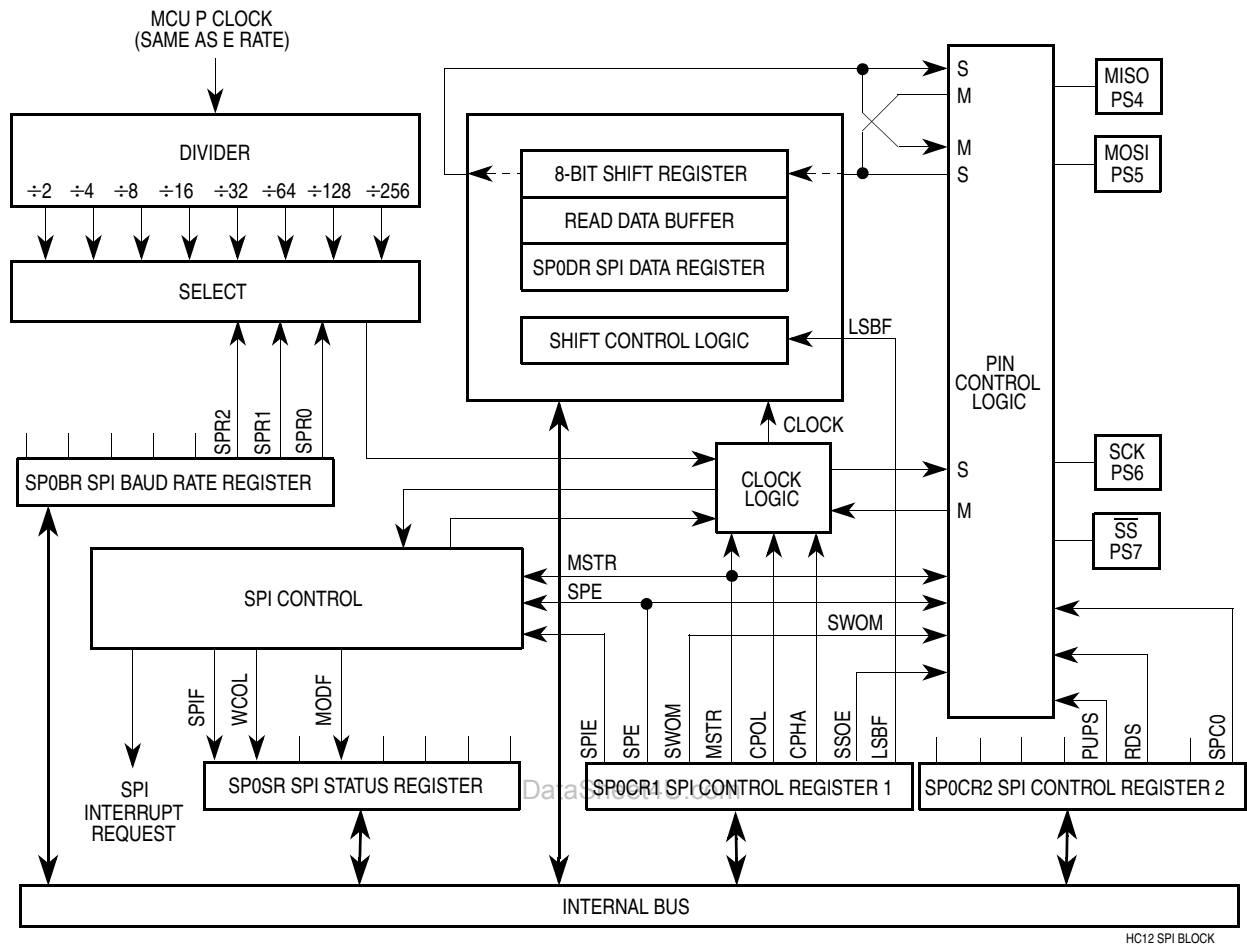 MCU P CLOCK
(SAME AS E RATE)
DIVIDER
÷2 ÷4 ÷8 ÷16 ÷32 ÷64 ÷128 ÷256
SELECT
SPR2
SPR1
SPR0
SP0BR SPI BAUD RATE REGISTER
8-BIT SHIFT REGISTER
READ DATA BUFFER
SP0DR SPI DATA REGISTER
SHIFT CONTROL LOGIC
LSBF
CLOCK
CLOCK
LOGIC
S
M
M
S
PIN
CONTROL
LOGIC
S
M
MISO
PS4
MOSI
PS5
SCK
PS6
SS
PS7
SPI CONTROL
MSTR
SPE
SWOM
SPIF
WCOL
MODF
SPI
INTERRUPT
REQUEST
SP0SR SPI STATUS REGISTER
SPIE
SPE
SWOM
MSTR
CPOL
CPHA
SSOE
LSBF
SP0CR1 SPI CONTROL REGISTER 1
DataSheet4U.com
PUPS
RDS
SPC0
SP0CR2 SPI CONTROL REGISTER 2
INTERNAL BUS
HC12 SPI BLOCK